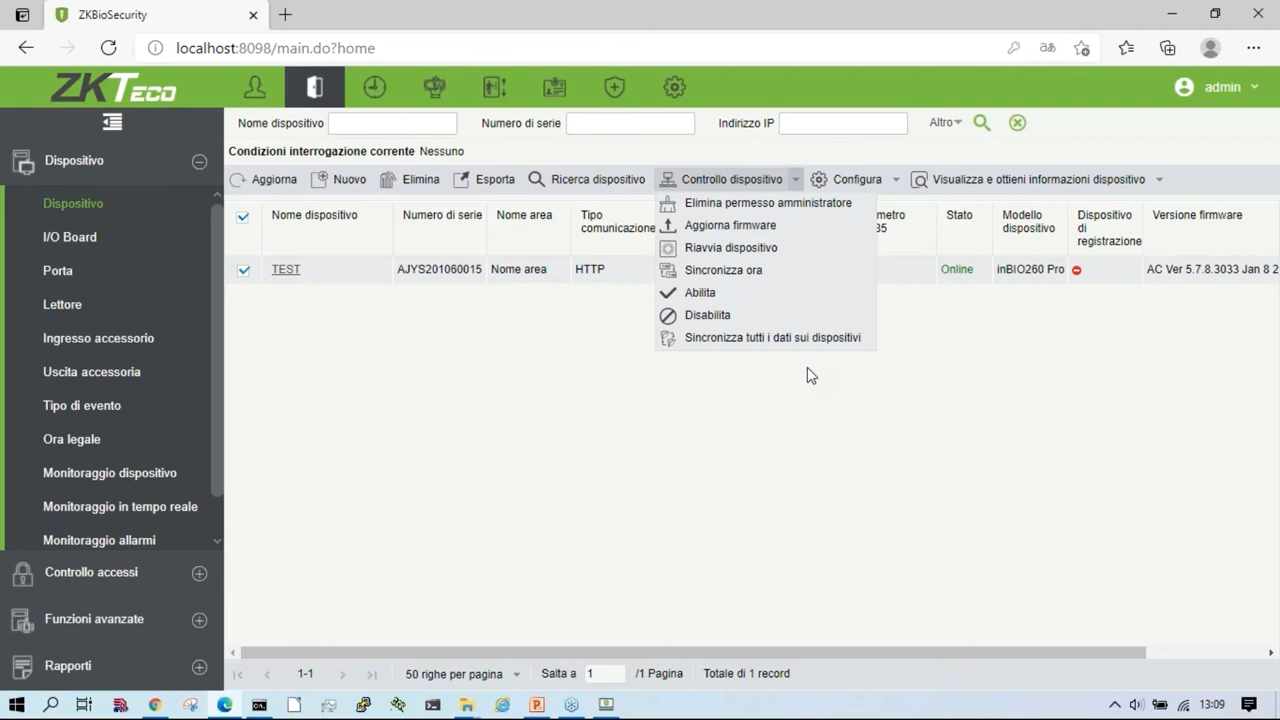 ZKBioSecurity
localhost:8098/main.do?home
ZKTeco
admin
Nome dispositivo
Numero di serie
Indirizzo IP
Altro
Condizioni interrogazione corrente Nessuno
Aggiorna
Nuovo
Elimina
Esporta
Ricerca dispositivo
Controllo dispositivo
Configura
Visualizza e ottieni informazioni dispositivo
Elimina permesso amministratore
Aggiorna firmware
Riavvia dispositivo
Sincronizza ora
Abilita
Disabilita
Sincronizza tutti i dati sui dispositivi
Nome dispositivo
Numero di serie
Nome area
Tipo
comunicazione
Stato
Modello
dispositivo
Dispositivo
di
registrazione
Versione firmware
TEST
AJYS201060015
Nome area
HTTP
Online
inBIO260 Pro
AC Ver 5.7.8.3033 Jan 8 2
Dispositivo
Dispositivo
I/O Board
Porta
Lettore
Ingresso accessorio
Uscita accessoria
Tipo di evento
Ora legale
Monitoraggio dispositivo
Monitoraggio in tempo reale
Monitoraggio allarmi
Controllo accessi
Funzioni avanzate
Rapporti
1-1
50 righe per pagina
Salta a
1
/1 Pagina
Totale di 1 record
13:09